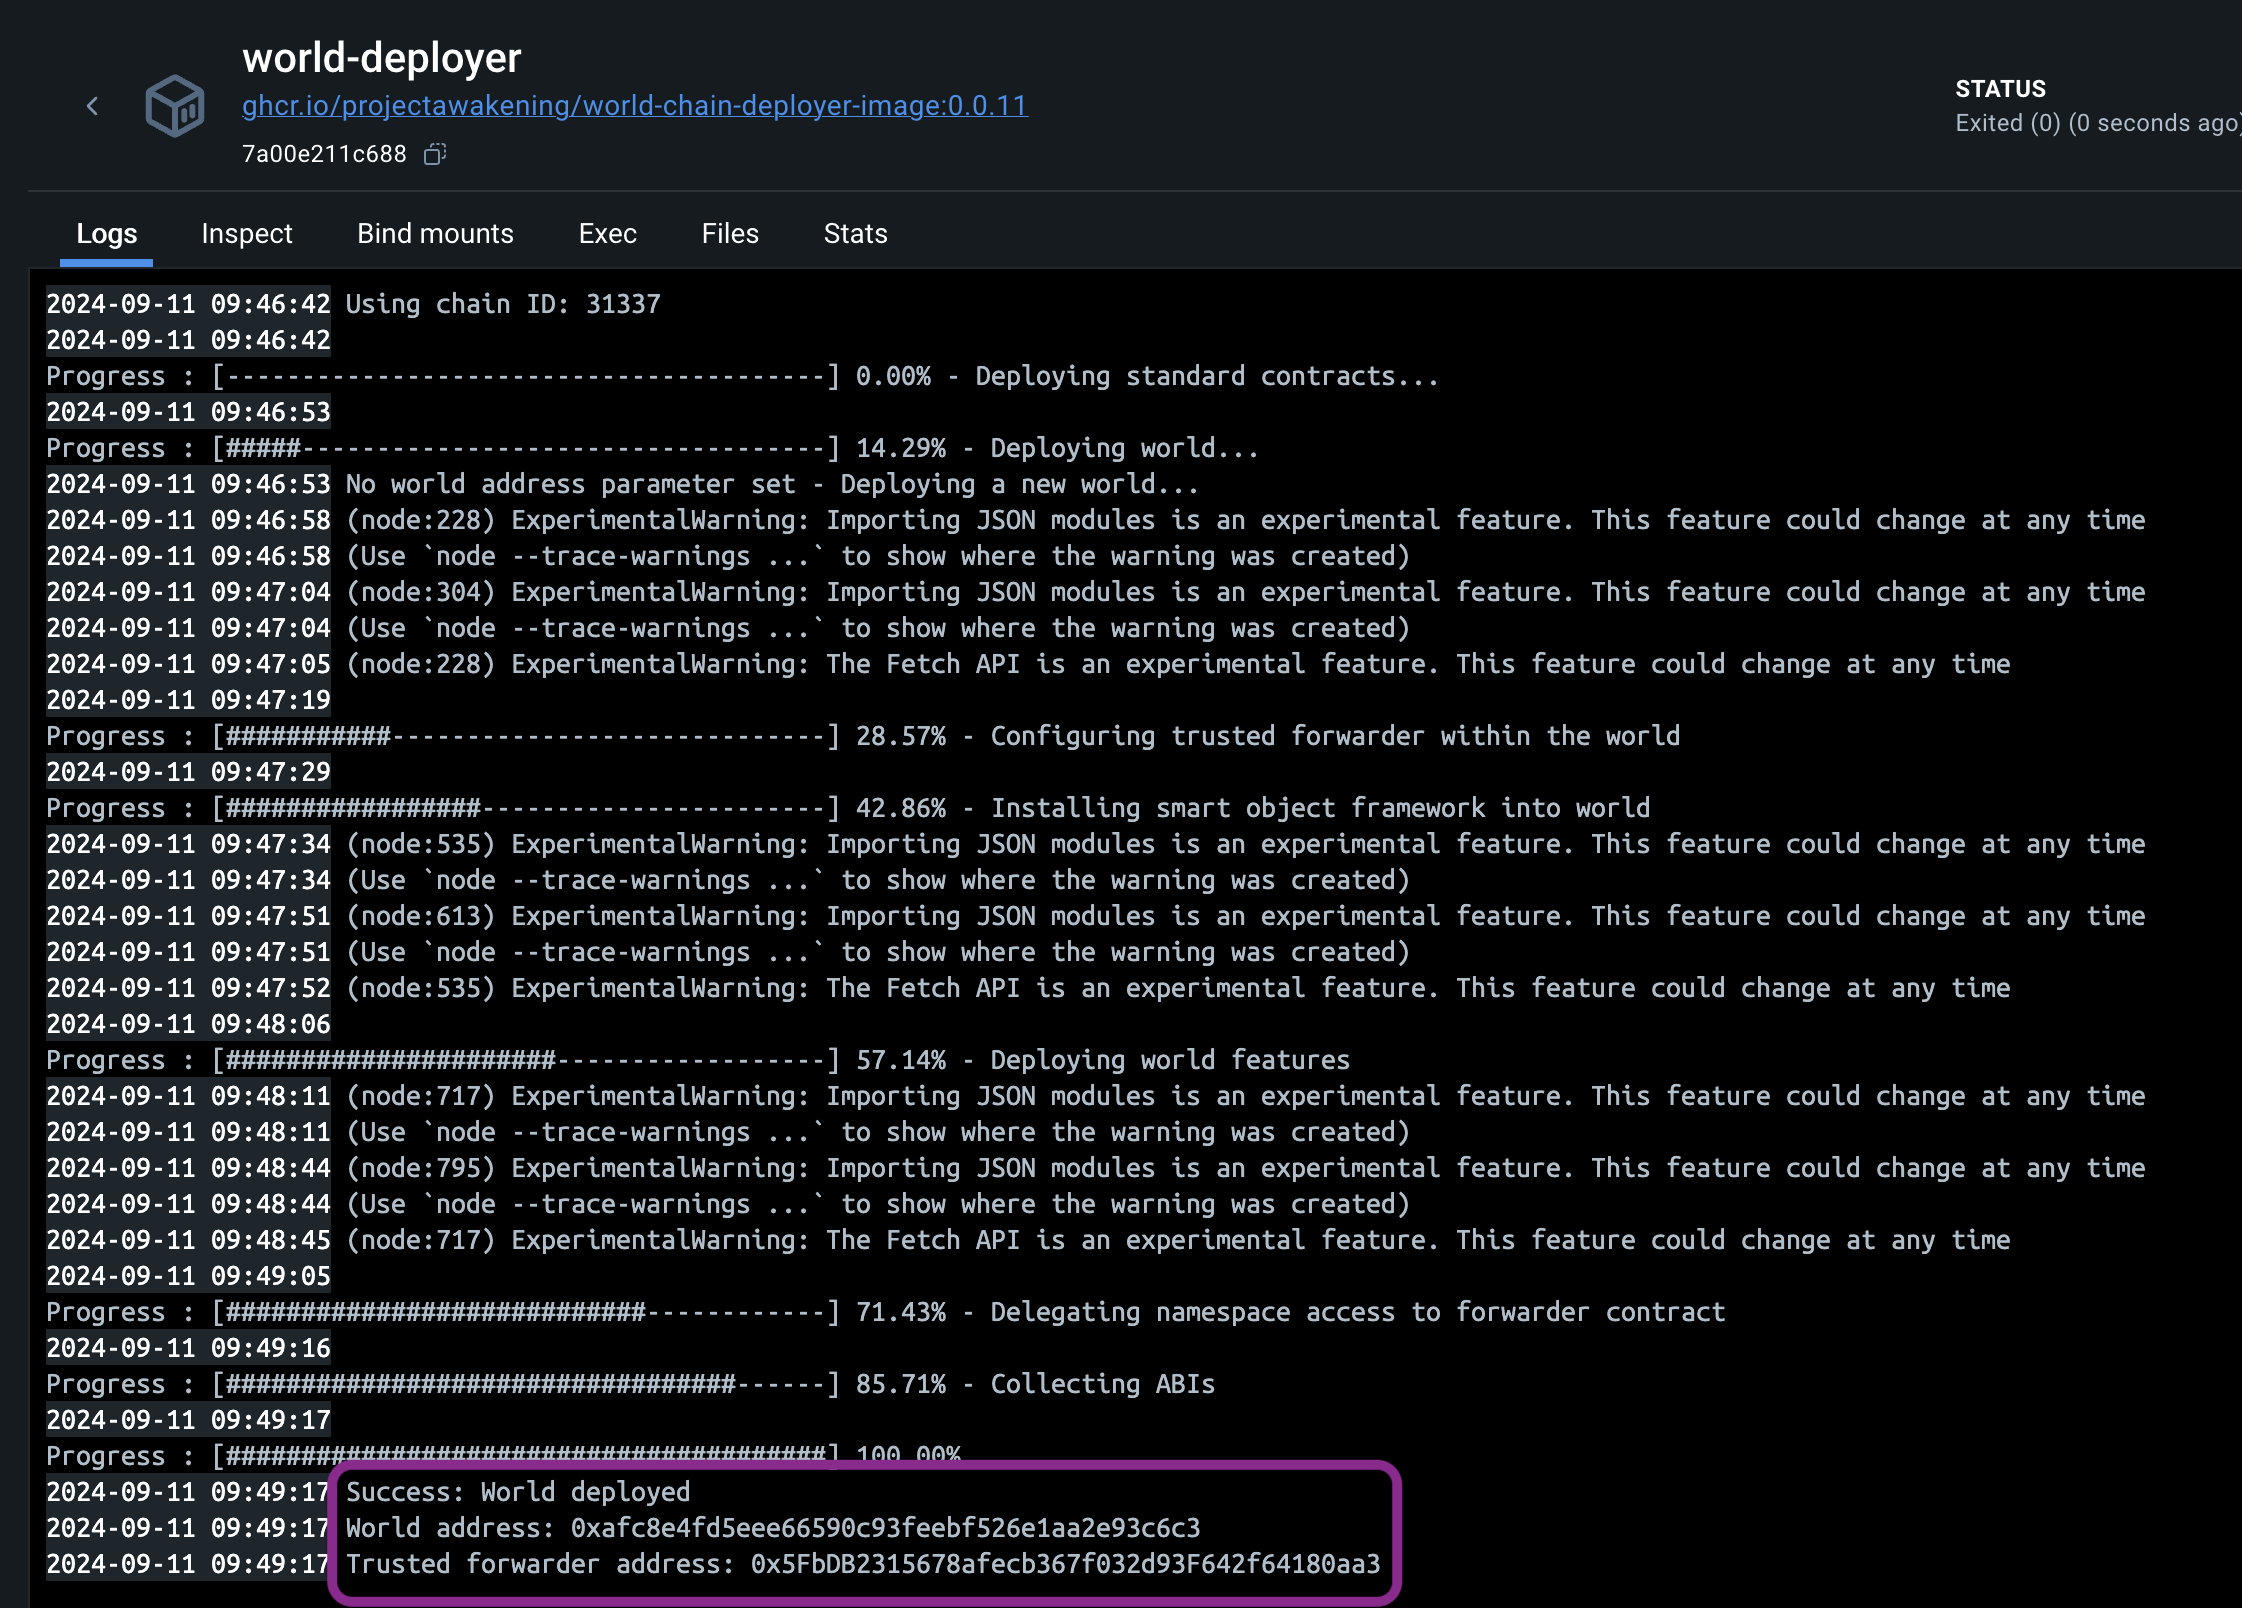 world-deployer
ghcr.io/projectawakening/world-chain-deployer-image:0.0.11
7a00e211c688
STATUS
Exited (0) (0 seconds ago)
Logs Inspect Bind mounts Exec Files Stats
2024-09-11 09:46:42 Using chain ID: 31337
2024-09-11 09:46:42
Progress : [----------------------------------------] 0.00% - Deploying standard contracts...
2024-09-11 09:46:53
Progress : [#####-----------------------------------] 14.29% - Deploying world...
2024-09-11 09:46:53 No world address parameter set - Deploying a new world...
2024-09-11 09:46:58 (node:228) ExperimentalWarning: Importing JSON modules is an experimental feature. This feature could change at any time
2024-09-11 09:46:58 (Use `node --trace-warnings ...` to show where the warning was created)
2024-09-11 09:47:04 (node:304) ExperimentalWarning: Importing JSON modules is an experimental feature. This feature could change at any time
2024-09-11 09:47:04 (Use `node --trace-warnings ...` to show where the warning was created)
2024-09-11 09:47:05 (node:228) ExperimentalWarning: The Fetch API is an experimental feature. This feature could change at any time
2024-09-11 09:47:19
Progress : [###########-----------------------------] 28.57% - Configuring trusted forwarder within the world
2024-09-11 09:47:29
Progress : [#################-----------------------] 42.86% - Installing smart object framework into world
2024-09-11 09:47:34 (node:535) ExperimentalWarning: Importing JSON modules is an experimental feature. This feature could change at any time
2024-09-11 09:47:34 (Use `node --trace-warnings ...` to show where the warning was created)
2024-09-11 09:47:51 (node:613) ExperimentalWarning: Importing JSON modules is an experimental feature. This feature could change at any time
2024-09-11 09:47:51 (Use `node --trace-warnings ...` to show where the warning was created)
2024-09-11 09:47:52 (node:535) ExperimentalWarning: The Fetch API is an experimental feature. This feature could change at any time
2024-09-11 09:48:06
Progress : [######################------------------] 57.14% - Deploying world features
2024-09-11 09:48:11 (node:717) ExperimentalWarning: Importing JSON modules is an experimental feature. This feature could change at any time
2024-09-11 09:48:11 (Use `node --trace-warnings ...` to show where the warning was created)
2024-09-11 09:48:44 (node:795) ExperimentalWarning: Importing JSON modules is an experimental feature. This feature could change at any time
2024-09-11 09:48:44 (Use `node --trace-warnings ...` to show where the warning was created)
2024-09-11 09:48:45 (node:717) ExperimentalWarning: The Fetch API is an experimental feature. This feature could change at any time
2024-09-11 09:49:05
Progress : [############################------------] 71.43% - Delegating namespace access to forwarder contract
2024-09-11 09:49:16
Progress : [##################################------] 85.71% - Collecting ABIs
2024-09-11 09:49:17
Progress : [########################################] 100.00%
2024-09-11 09:49:17 Success: World deployed
2024-09-11 09:49:17 World address: 0xafc8e4fd5eee66590c93feebf526e1aa2e93c6c3
2024-09-11 09:49:17 Trusted forwarder address: 0x5FbDB2315678afecb367f032d93F642f64180aa3